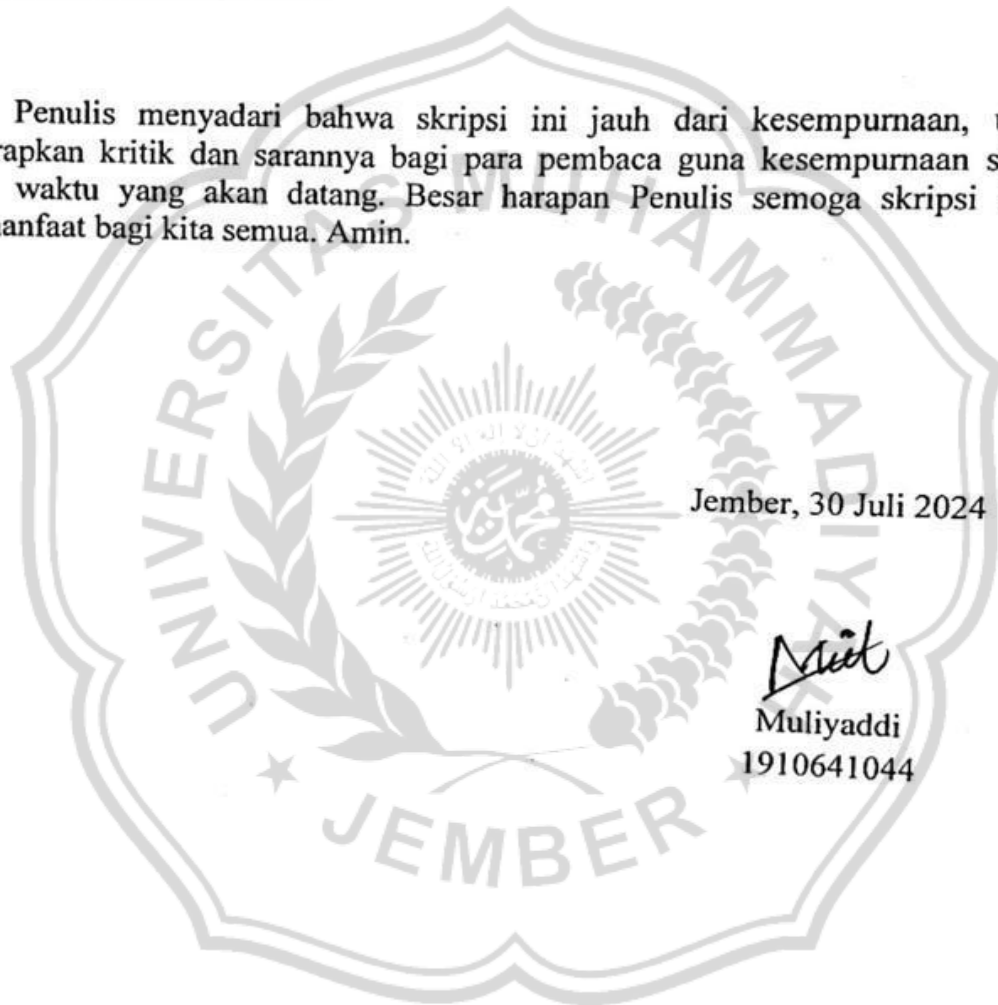 Penulis menyadari bahwa skripsi ini jauh dari kesempurnaan,
rapkan kritik dan sarannya bagi para pembaca guna kesempurnaan s
waktu yang akan datang. Besar harapan Penulis semoga skripsi
anfaat bagi kita semua. Amin.
UNIVERSITAS MUHAMMADIYAH
Jember, 30 Juli 2024
Muliyaddi
1910641044
JEMBER